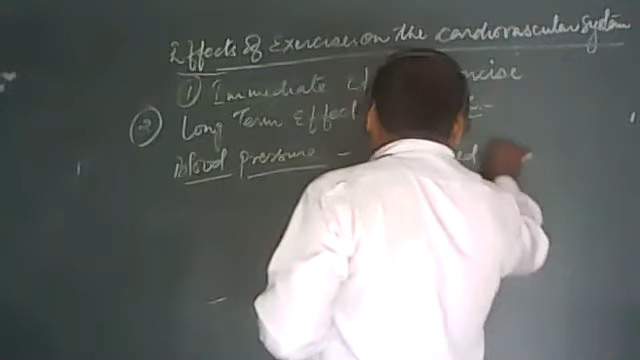 Effects of Exercise on the Cardiovascular System
① Immediate
② Long Term Effect
Blood pressure –